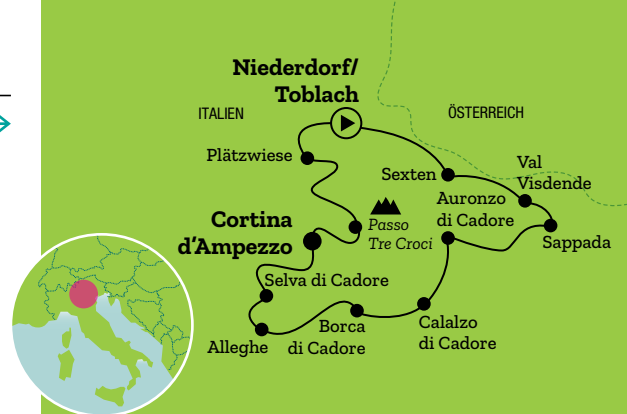 Niederdorf/
Toblach
ITALIEN
ÖSTERREICH
Plätzwiese
Sexten
Val
Visdende
Auronzo
di Cadore
Passo
Tre Croci
Sappada
Cortina
d'Ampezzo
Selva di Cadore
Alleghe
Borca
di Cadore
Calalzo
di Cadore